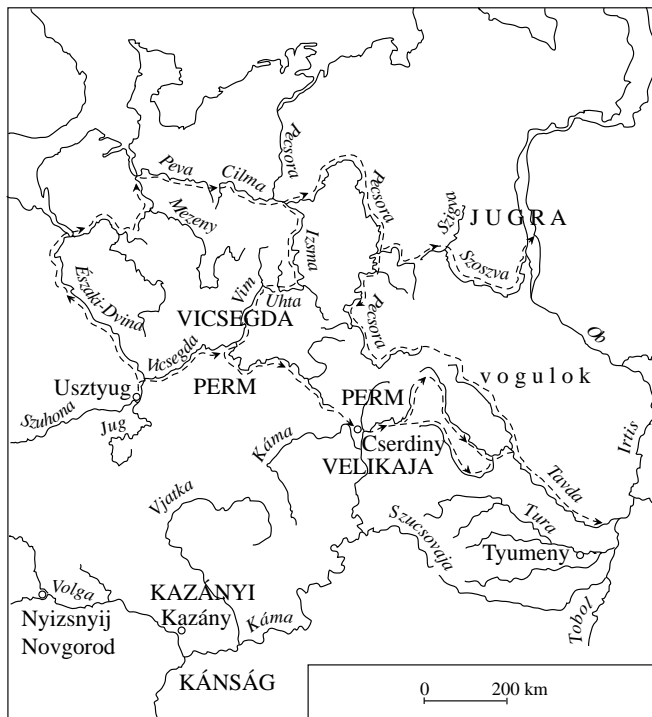 Peva
Cilma
Pecsora
Pecsora
Mezeny
Izsma
Szigva
JUGRA
Szoszva
Északi-Dvina
Vim
Uhta
VICSEGDA
Pecsora
Ob
Vicsegda
Usztyug
PERM
PERM
vogulok
Szuhona
Jug
Cserdiny
VELIKAJA
Káma
Irtis
Tavda
Vjatka
Szucsovaja
Tura
Tyumeny
Volga
KAZÁNYI
Kazány
Nyizsnyij
Novgorod
Káma
Tobol
KÁNSÁG
0 200 km